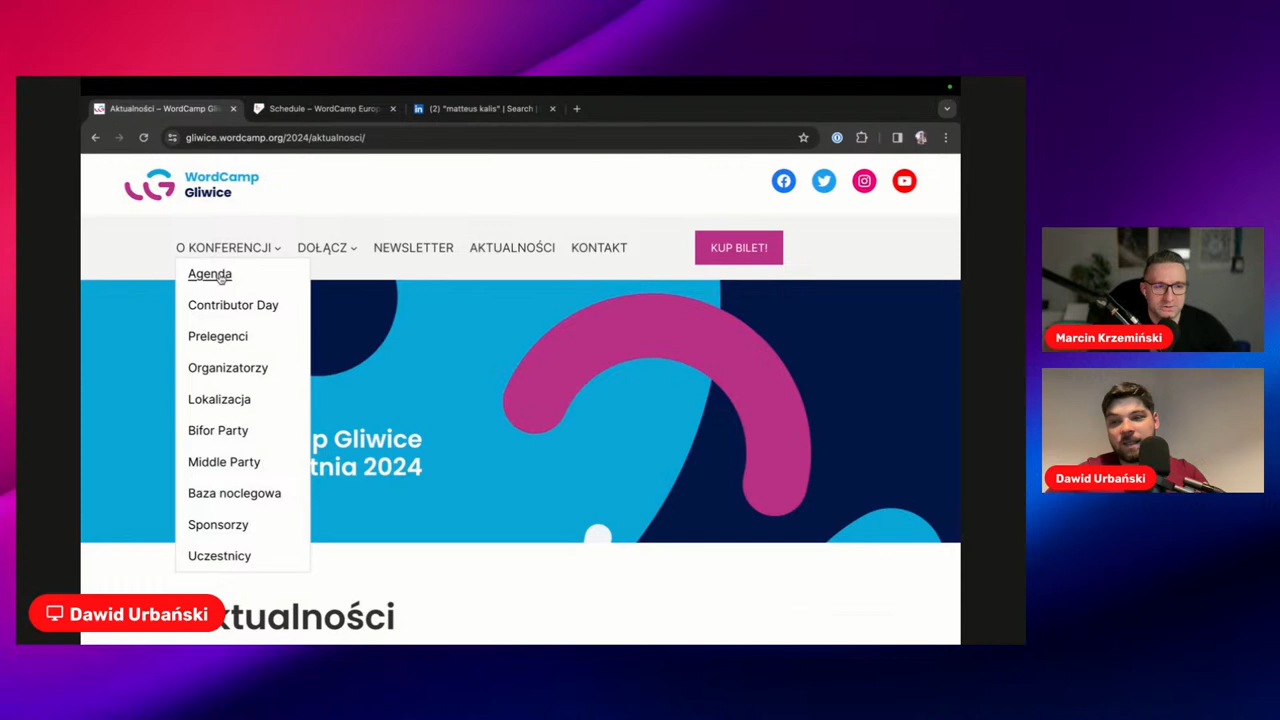 Aktualności – WordCamp Gli
Schedule – WordCamp Europ
(2) "matteus kalis" | Search |
gliwice.wordcamp.org/2024/aktualnosci/
WordCamp
Gliwice
O KONFERENCJI
DOŁĄCZ
NEWSLETTER
AKTUALNOŚCI
KONTAKT
KUP BILET!
Agenda
Contributor Day
Prelegenci
Organizatorzy
Lokalizacja
Bifor Party
Middle Party
Baza noclegowa
Sponsorzy
Uczestnicy
p Gliwice
tnia 2024
ktualności
Dawid Urbański
Marcin Krzemiński
Dawid Urbański